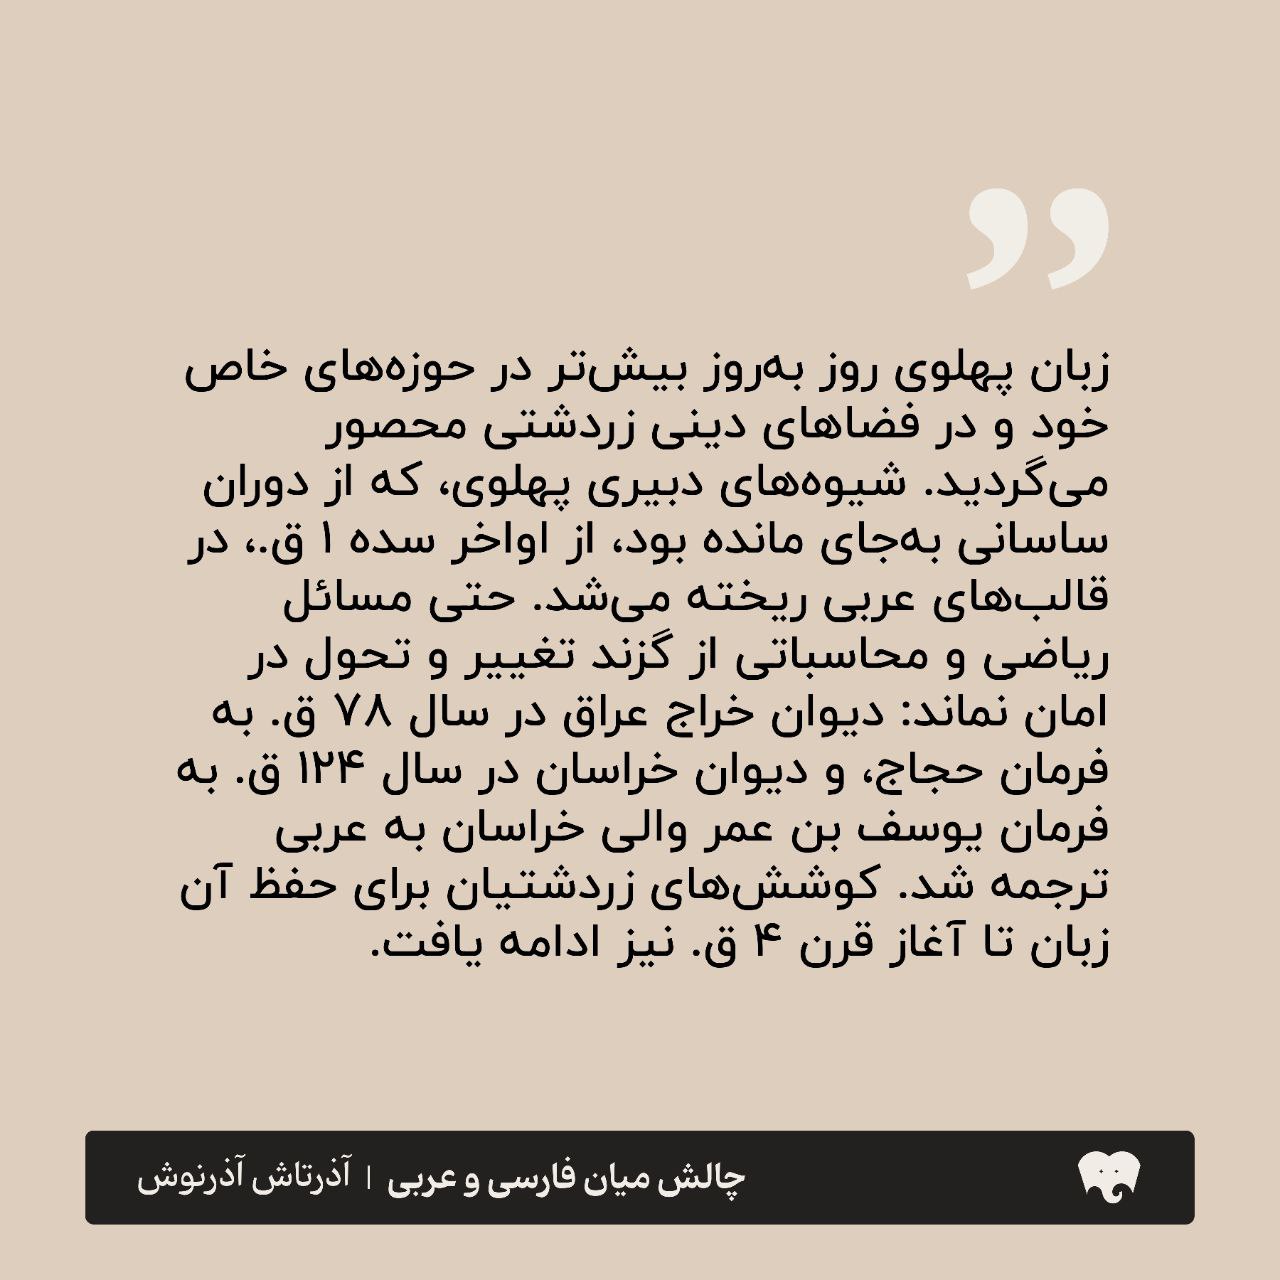 ”
زبان پهلوی روز به‌روز بیش‌تر در حوزه‌های خاص
خود و در فضاهای دینی زردشتی محصور
می‌گردید. شیوه‌های دبیری پهلوی، که از دوران
ساسانی به‌جای مانده بود، از اواخر سده ۱ ق.، در
قالب‌های عربی ریخته می‌شد. حتی مسائل
ریاضی و محاسباتی از گزند تغییر و تحول در
امان نماند: دیوان خراج عراق در سال ۷۸ ق. به
فرمان حجاج، و دیوان خراسان در سال ۱۲۴ ق. به
فرمان یوسف بن عمر والی خراسان به عربی
ترجمه شد. کوشش‌های زردشتیان برای حفظ آن
زبان تا آغاز قرن ۴ ق. نیز ادامه یافت.
چالش میان فارسی و عربی | آذرتاش آذرنوش